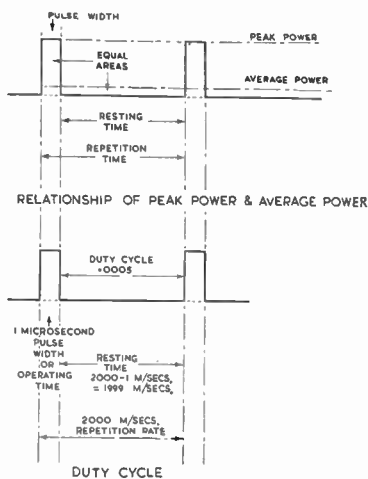 PULSE WIDTH
PEAK POWER
EQUAL
AREAS
AVERAGE POWER
RESTING
TIME
REPETITION
TIME
RELATIONSHIP OF PEAK POWER & AVERAGE POWER
DUTY CYCLE
·0005
1 MICROSECOND
PULSE
WIDTH
OR
OPERATING
TIME
RESTING
TIME
2000-1 M/SECS,
= 1999 M/SECS,
2000 M/SECS,
REPETITION RATE
DUTY CYCLE